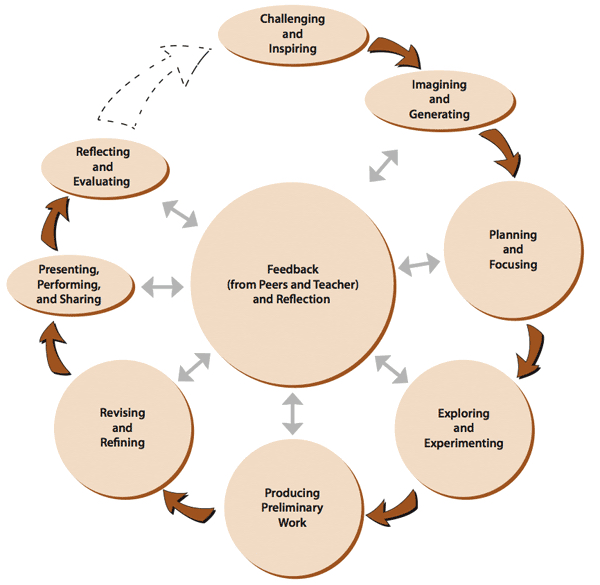 Challenging
and
Inspiring
Imagining
and
Generating
Planning
and
Focusing
Exploring
and
Experimenting
Producing
Preliminary
Work
Revising
and
Refining
Presenting,
Performing,
and Sharing
Reflecting
and
Evaluating
Feedback
(from Peers and Teacher)
and Reflection